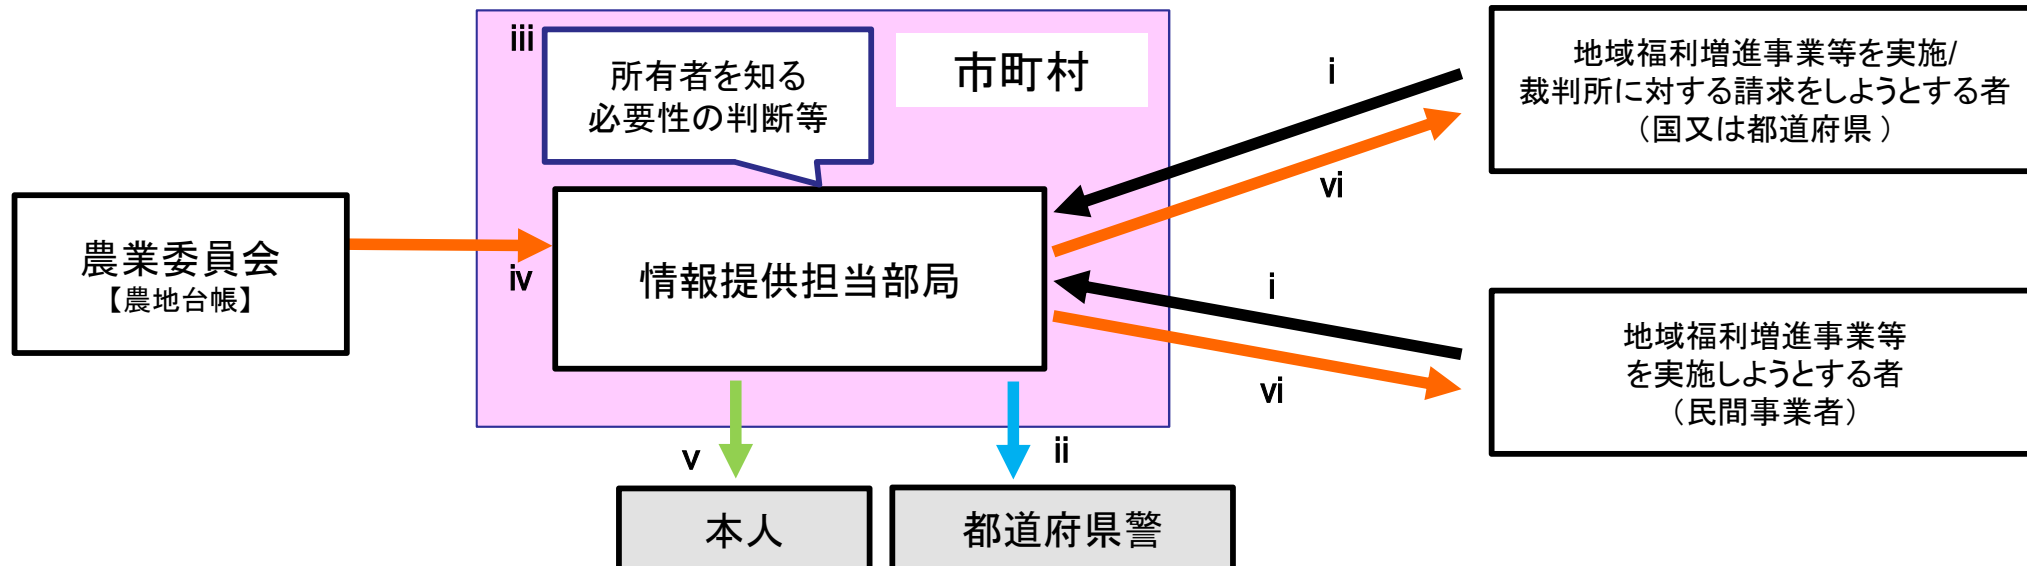 iii
所有者を知る
必要性の判断等
市町村
i
地域福利増進事業等を実施/
裁判所に対する請求をしようとする者
（国又は都道府県 ）
vi
農業委員会
【農地台帳】
iv
情報提供担当部局
i
地域福利増進事業等
を実施しようとする者
（民間事業者）
vi
v
ii
本人
都道府県警